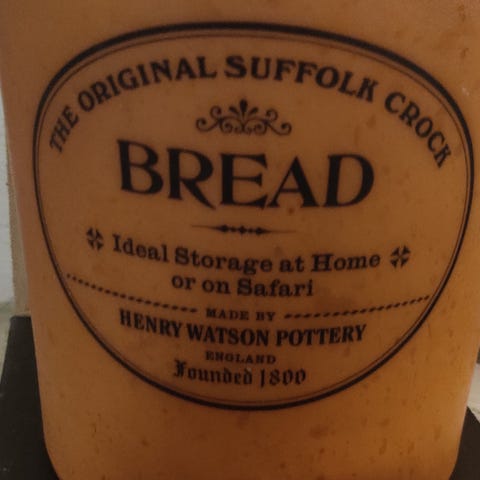 THE ORIGINAL SUFFOLK CROCK
BREAD
Ideal Storage at Home
or on Safari
MADE BY
HENRY WATSON POTTERY
ENGLAND
Founded 1800